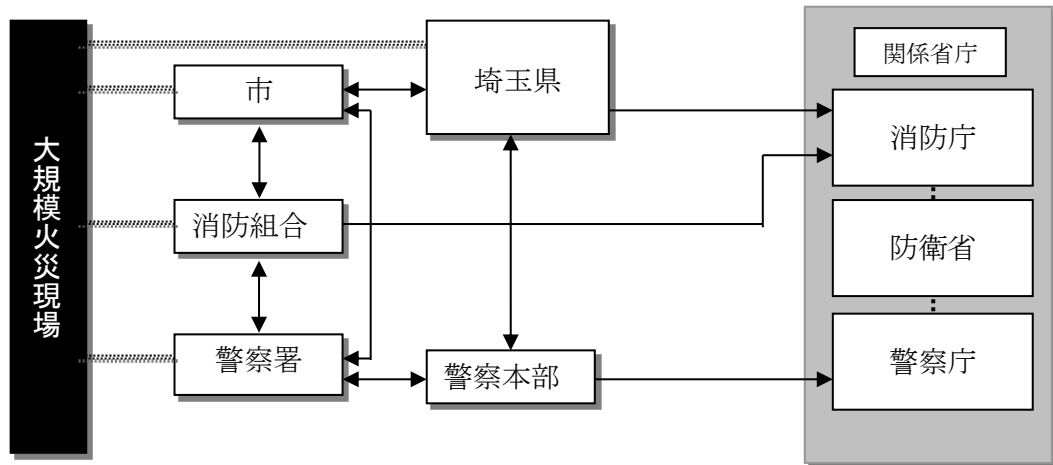 大規模火災現場
市
消防組合
警察署
埼玉県
警察本部
関係省庁
消防庁
防衛省
警察庁